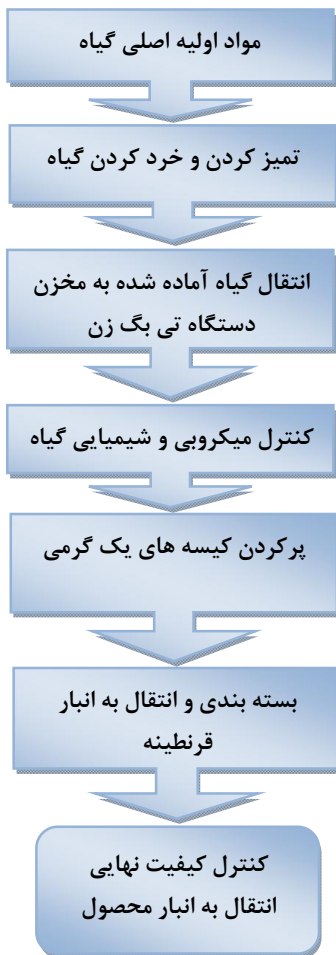 مواد اولیه اصلی گیاه
تمیز کردن و خرد کردن گیاه
انتقال گیاه آماده شده به مخزن
دستگاه تی بگ زن
کنترل میکروبی و شیمیایی گیاه
پرکردن کیسه های یک گرمی
بسته بندی و انتقال به انبار
قرنطینه
کنترل کیفیت نهایی
انتقال به انبار محصول